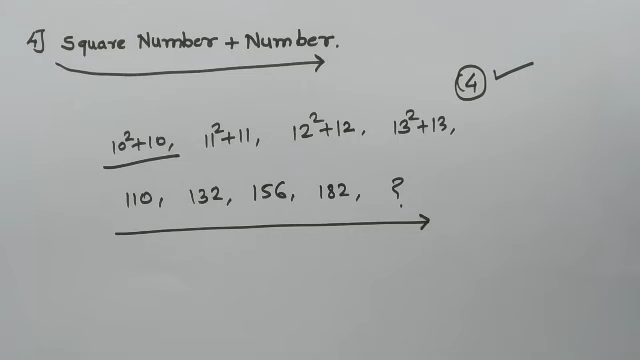 4] Square Number + Number.
4
10²+10, 11²+11, 12²+12, 13²+13,
110, 132, 156, 182, ?